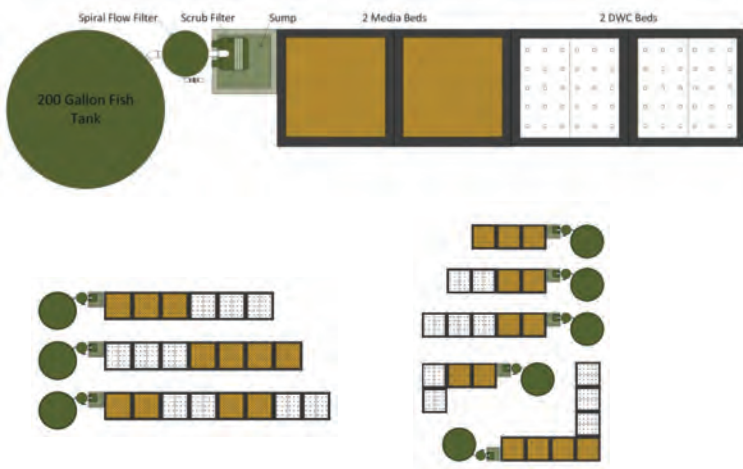 Spiral Flow Filter
Scrub Filter
Sump
2 Media Beds
2 DWC Beds
200 Gallon Fish
Tank